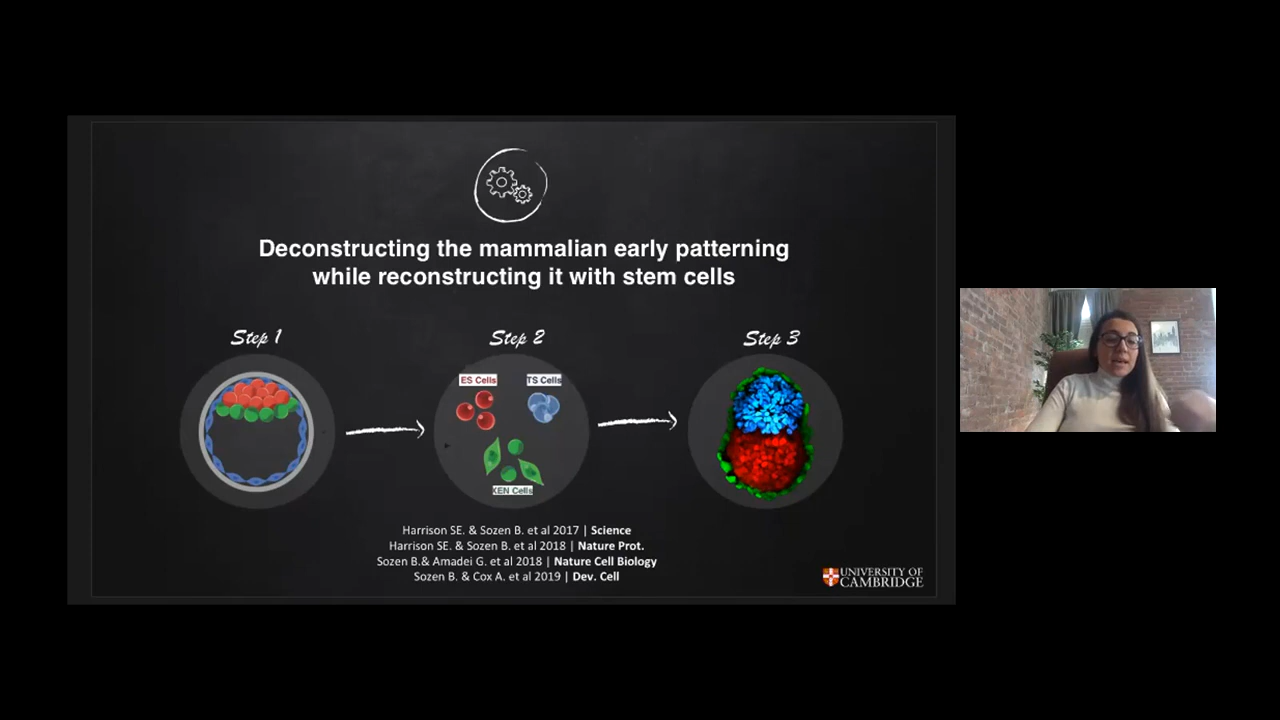 Deconstructing the mammalian early patterning
while reconstructing it with stem cells
Step 1
Step 2
Step 3
ES Cells
TS Cells
XEN Cells
Harrison SE. & Sozen B. et al 2017 | Science
Harrison SE. & Sozen B. et al 2018 | Nature Prot.
Sozen B.& Amadei G. et al 2018 | Nature Cell Biology
Sozen B. & Cox A. et al 2019 | Dev. Cell
UNIVERSITY OF
CAMBRIDGE